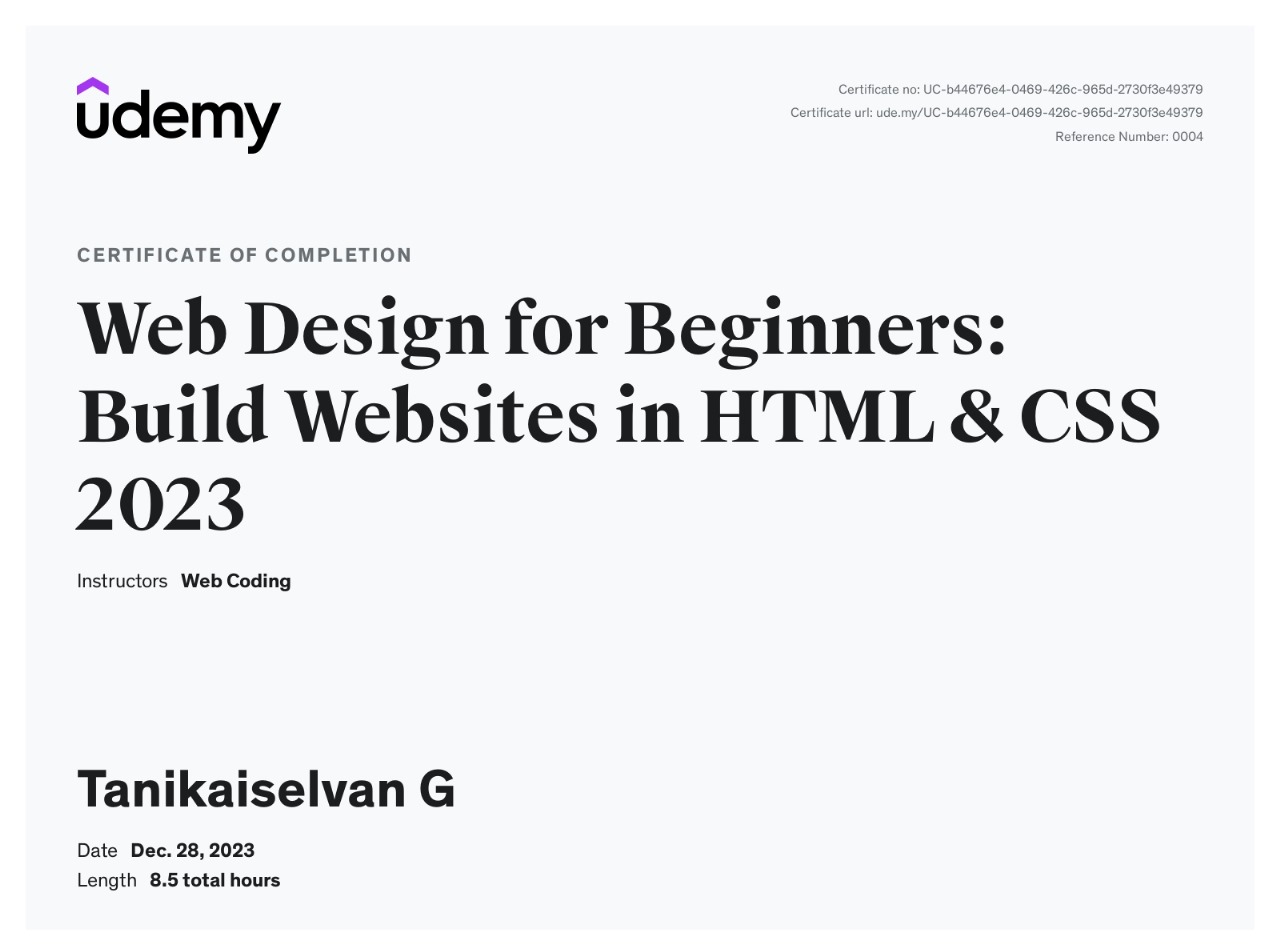 udemy
Certificate no: UC-b44676e4-0469-426c-965d-2730f3e49379
Certificate url: ude.my/UC-b44676e4-0469-426c-965d-2730f3e49379
Reference Number: 0004
CERTIFICATE OF COMPLETION
Web Design for Beginners:
Build Websites in HTML & CSS
2023
Instructors Web Coding
Tanikaiselvan G
Date Dec. 28, 2023
Length 8.5 total hours